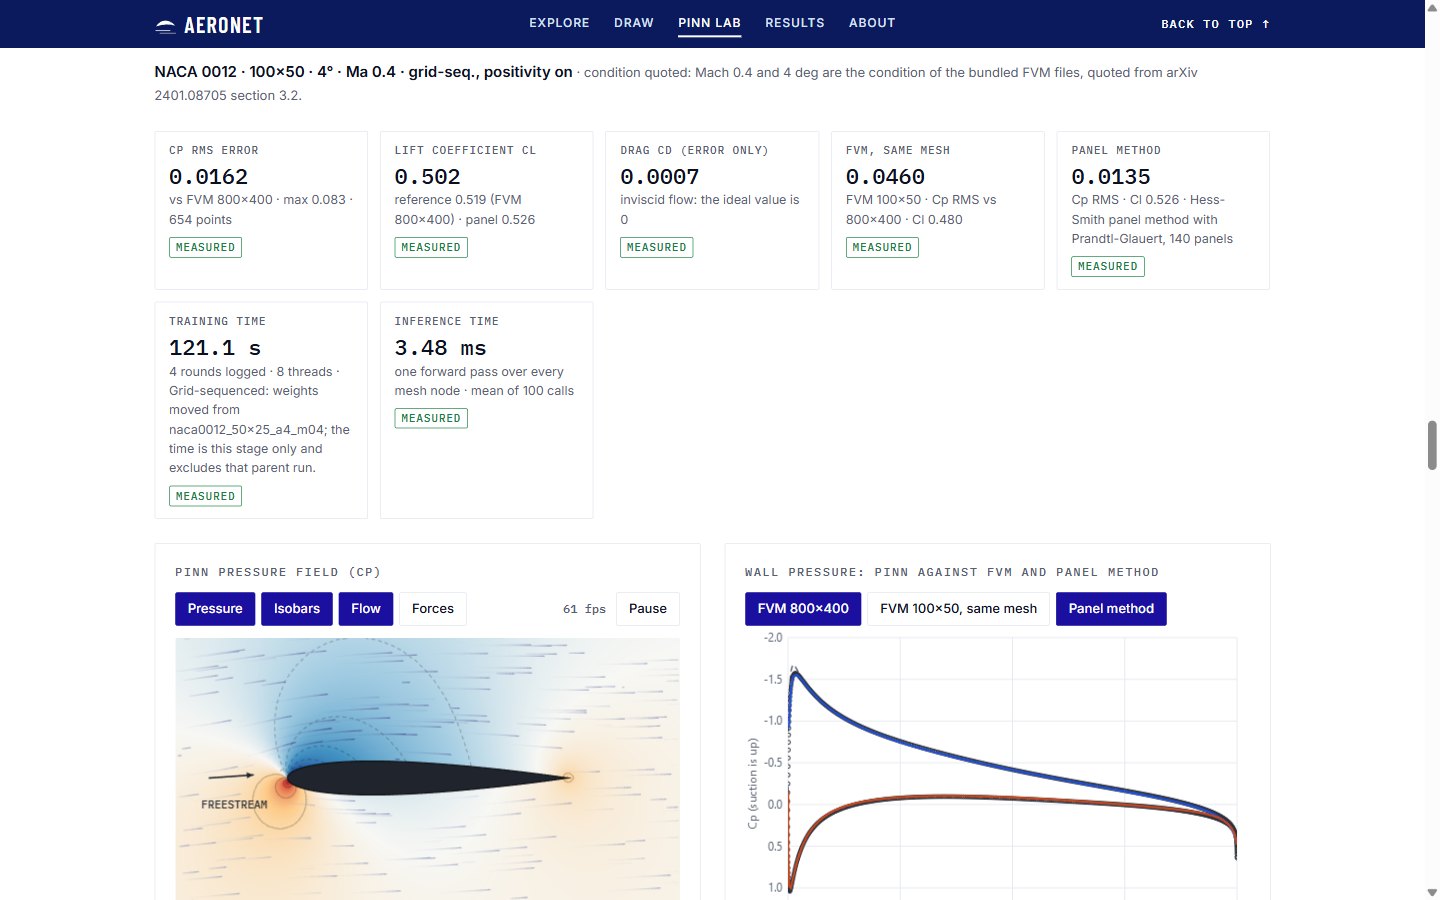 AERONET
EXPLORE DRAW PINN LAB RESULTS ABOUT
BACK TO TOP ↑
NACA 0012 · 100×50 · 4° · Ma 0.4 · grid-seq., positivity on · condition quoted: Mach 0.4 and 4 deg are the condition of the bundled FVM files, quoted from arXiv
2401.08705 section 3.2.
CP RMS ERROR
0.0162
vs FVM 800×400 · max 0.083 ·
654 points
MEASURED
LIFT COEFFICIENT CL
0.502
reference 0.519 (FVM
800×400) · panel 0.526
MEASURED
DRAG CD (ERROR ONLY)
0.0007
inviscid flow: the ideal value is
0
MEASURED
FVM, SAME MESH
0.0460
FVM 100×50 · Cp RMS vs
800×400 · Cl 0.480
MEASURED
PANEL METHOD
0.0135
Cp RMS · Cl 0.526 · Hess-
Smith panel method with
Prandtl-Glauert, 140 panels
MEASURED
TRAINING TIME
121.1 s
4 rounds logged · 8 threads ·
Grid-sequenced: weights
moved from
naca0012_50×25_a4_m04; the
time is this stage only and
excludes that parent run.
MEASURED
INFERENCE TIME
3.48 ms
one forward pass over every
mesh node · mean of 100 calls
MEASURED
PINN PRESSURE FIELD (CP)
Pressure Isobars Flow Forces 61 fps Pause
FREESTREAM
WALL PRESSURE: PINN AGAINST FVM AND PANEL METHOD
FVM 800×400 FVM 100×50, same mesh Panel method
-2.0
-1.5
-1.0
-0.5
0.0
0.5
1.0
Cp (suction is up)